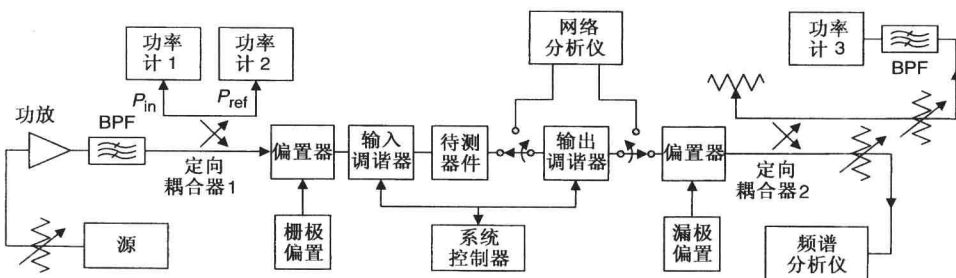 功率
计1
功率
计2
网络
分析仪
功率
计3
BPF
P_in
P_ref
功放
BPF
定向
耦合器1
偏置器
输入
调谐器
待测
器件
输出
调谐器
偏置器
定向
耦合器2
源
栅极
偏置
系统
控制器
漏极
偏置
频谱
分析仪